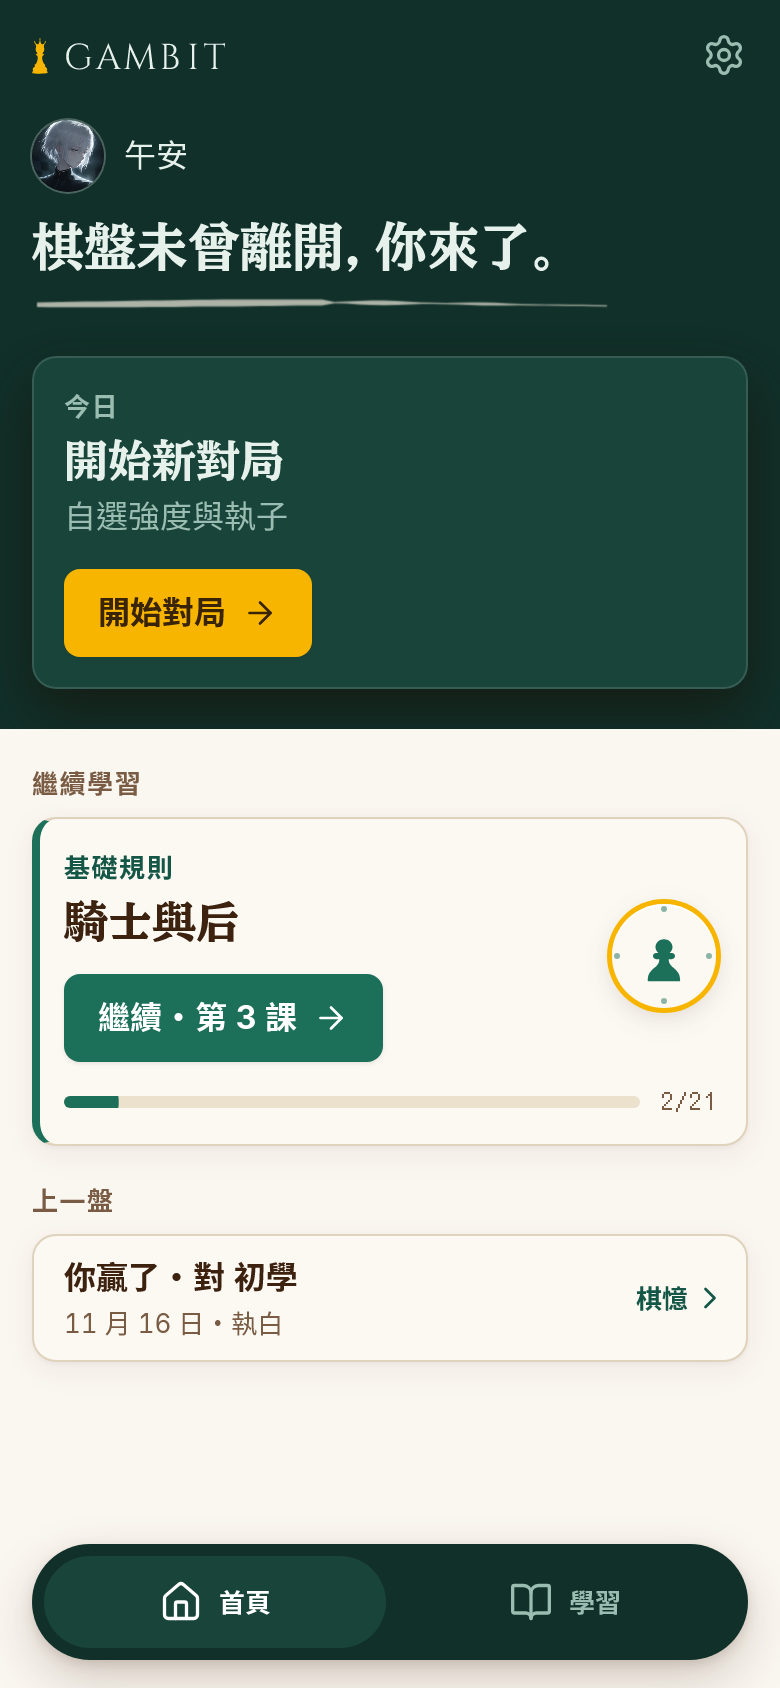 GAMBIT
午安
棋盤未曾離開，你來了。
今日
開始新對局
自選強度與執子
開始對局
繼續學習
基礎規則
騎士與后
繼續・第 3 課
2/21
上一盤
你贏了・對 初學
11 月 16 日・執白
棋憶
首頁
學習